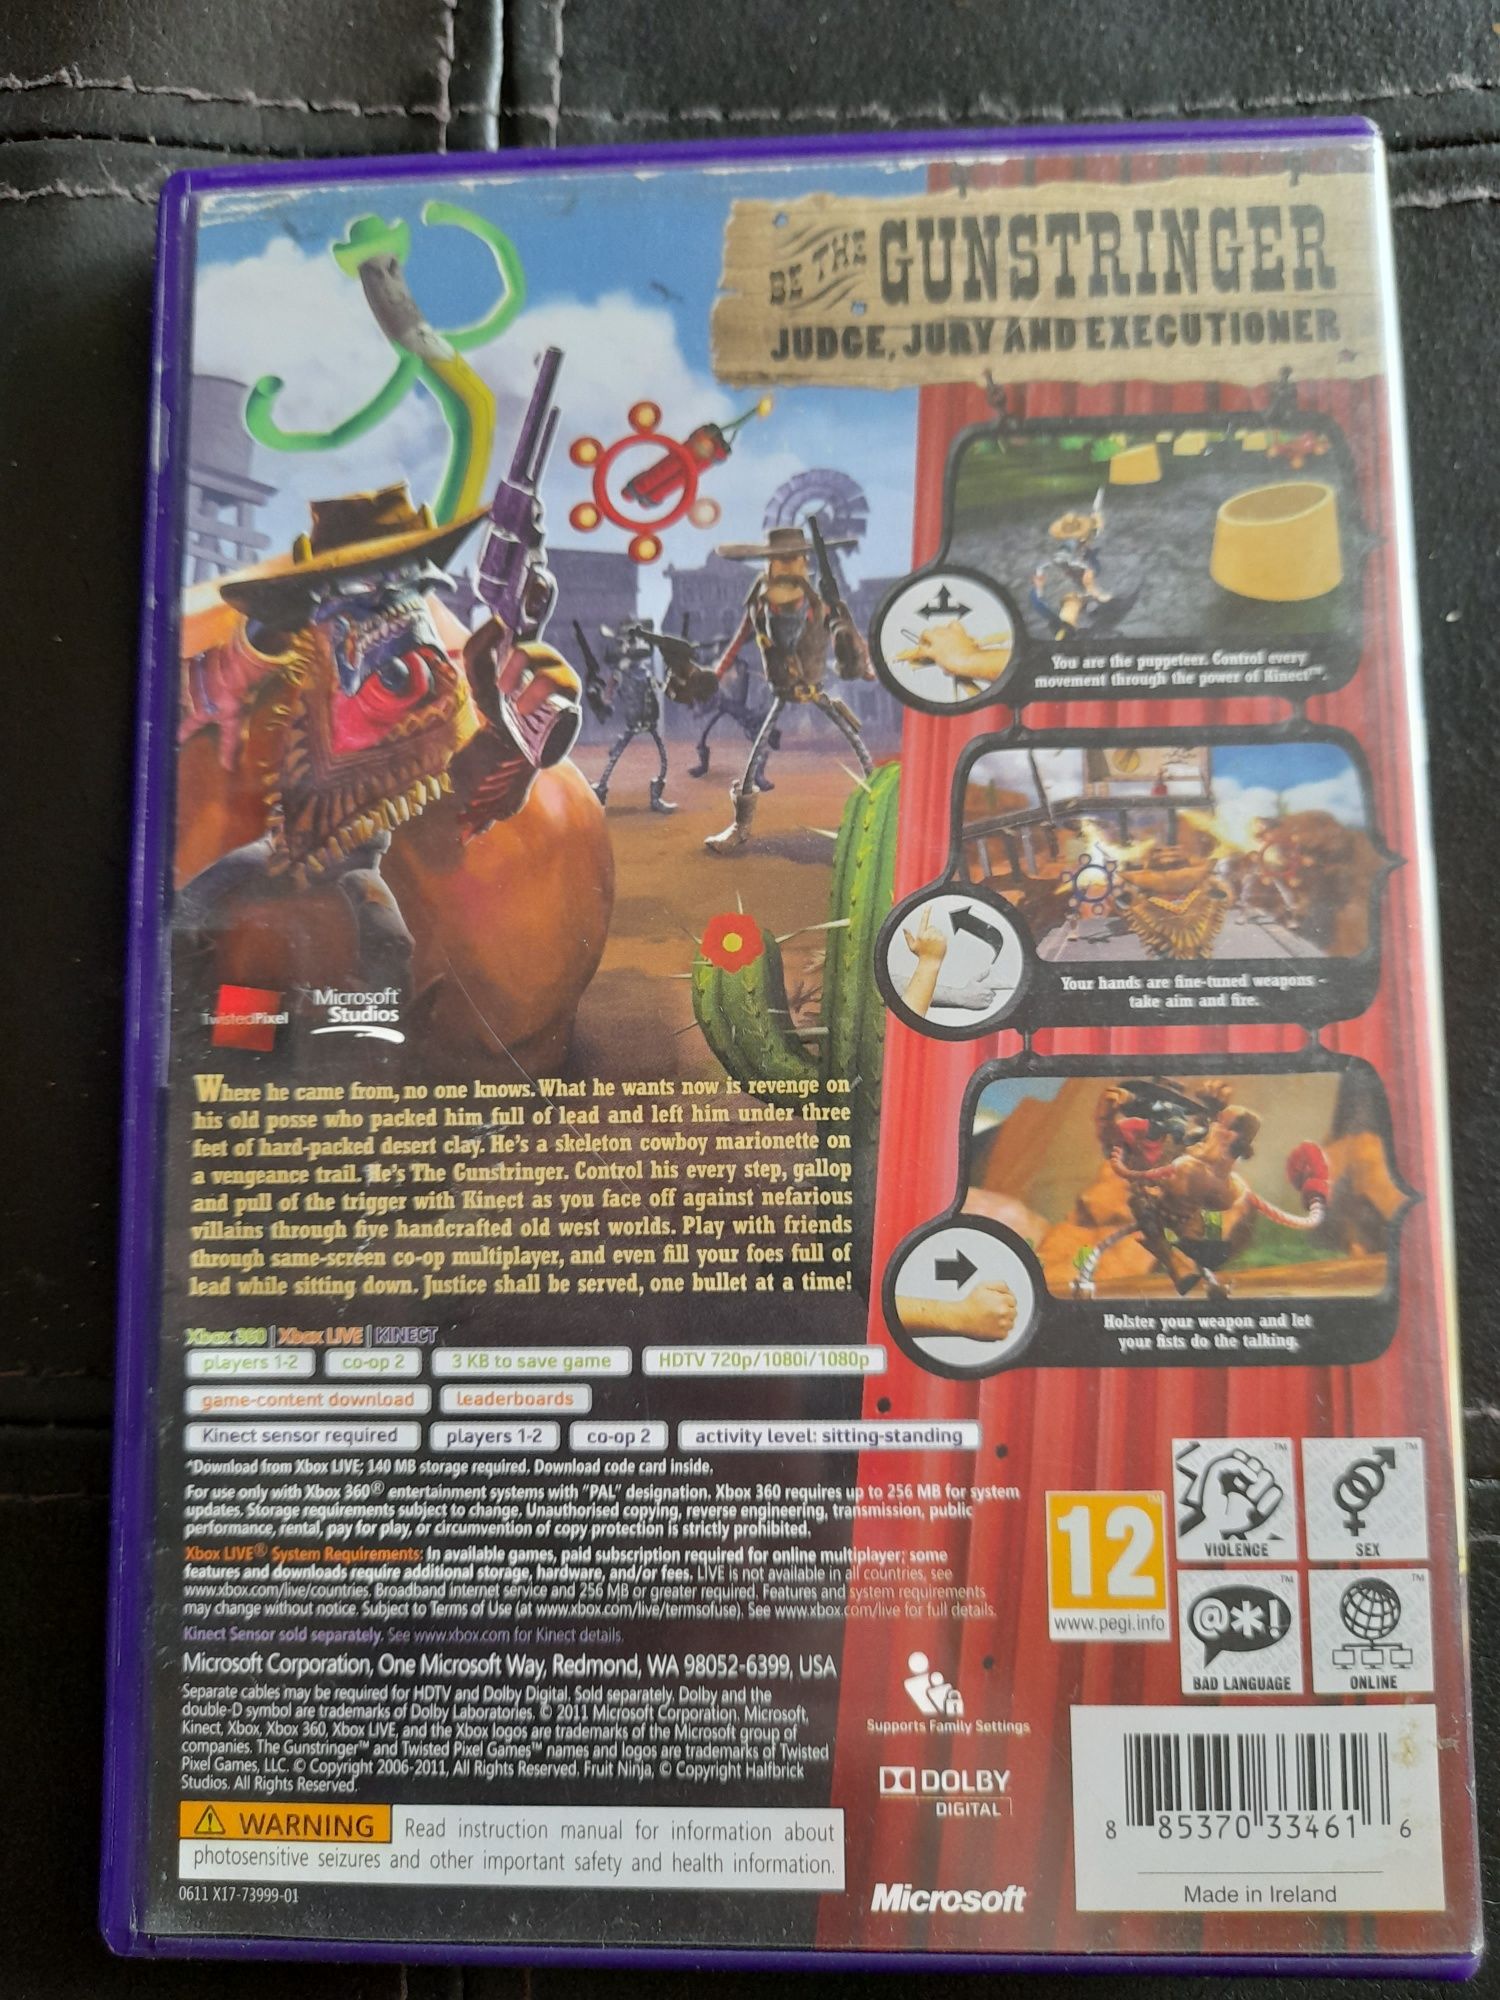 BE THE GUNSTRINGER
JUDGE, JURY AND EXECUTIONER
You are the puppeteer. Control every
movement through the power of Kinect™.
Your hands are fine-tuned weapons -
take aim and fire.
Holster your weapon and let
your fists do the talking.
TwistedPixel
Microsoft
Studios
Where he came from, no one knows. What he wants now is revenge on
his old posse who packed him full of lead and left him under three
feet of hard-packed desert clay. He's a skeleton cowboy marionette on
a vengeance trail. He's The Gunstringer. Control his every step, gallop
and pull of the trigger with Kinect as you face off against nefarious
villains through five handcrafted old west worlds. Play with friends
through same-screen co-op multiplayer, and even fill your foes full of
lead while sitting down. Justice shall be served, one bullet at a time!
Xbox 360 | Xbox LIVE | KINECT
players 1-2 co-op 2 3 KB to save game HDTV 720p/1080i/1080p
game-content download leaderboards
Kinect sensor required players 1-2 co-op 2 activity level: sitting-standing
*Download from Xbox LIVE; 140 MB storage required. Download code card inside.
For use only with Xbox 360® entertainment systems with "PAL" designation. Xbox 360 requires up to 256 MB for system
updates. Storage requirements subject to change. Unauthorised copying, reverse engineering, transmission, public
performance, rental, pay for play, or circumvention of copy protection is strictly prohibited.
Xbox LIVE® System Requirements: In available games, paid subscription required for online multiplayer; some
features and downloads require additional storage, hardware, and/or fees. LIVE is not available in all countries, see
www.xbox.com/live/countries. Broadband internet service and 256 MB or greater required. Features and system requirements
may change without notice. Subject to Terms of Use (at www.xbox.com/live/termsofuse). See www.xbox.com/live for full details.
Kinect Sensor sold separately. See www.xbox.com for Kinect details.
Microsoft Corporation, One Microsoft Way, Redmond, WA 98052-6399, USA
Separate cables may be required for HDTV and Dolby Digital. Sold separately. Dolby and the
double-D symbol are trademarks of Dolby Laboratories. © 2011 Microsoft Corporation. Microsoft,
Kinect, Xbox, Xbox 360, Xbox LIVE, and the Xbox logos are trademarks of the Microsoft group of
companies. The Gunstringer™ and Twisted Pixel Games™ names and logos are trademarks of Twisted
Pixel Games, LLC. © Copyright 2006-2011, All Rights Reserved. Fruit Ninja, © Copyright Halfbrick
Studios. All Rights Reserved.
WARNING Read instruction manual for information about
photosensitive seizures and other important safety and health information.
0611 X17-73999-01
12
www.pegi.info
VIOLENCE
SEX
@*!
BAD LANGUAGE
ONLINE
Supports Family Settings
DOLBY
DIGITAL
Microsoft
8 85370 33461 6
Made in Ireland